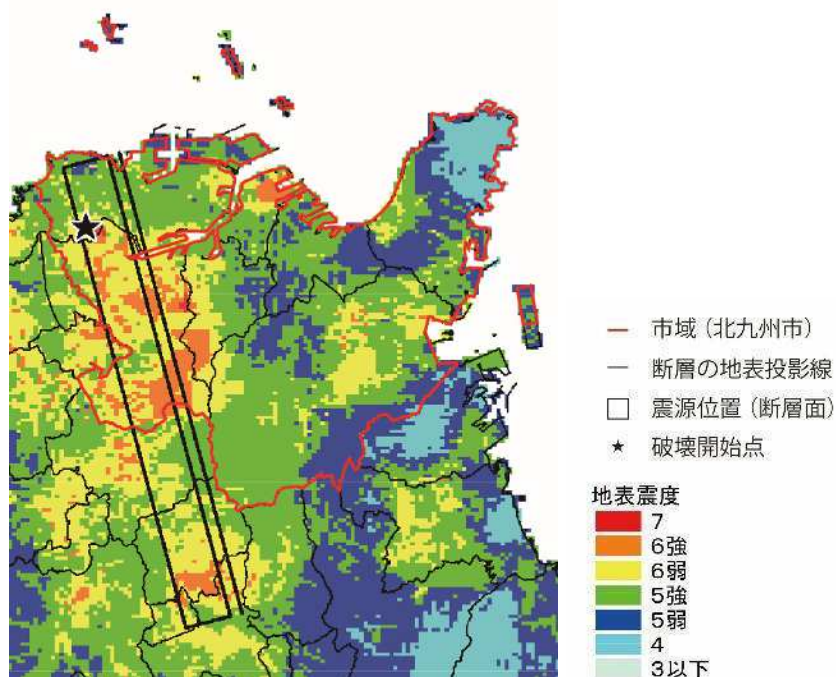 市域（北九州市）
断層の地表投影線
震源位置（断層面）
破壊開始点
地表震度
7
6強
6弱
5強
5弱
4
3以下